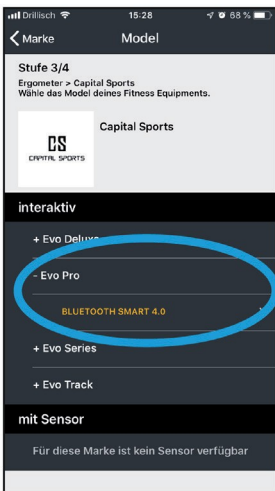 Drillisch 15:28 68 %
Marke Model
Stufe 3/4
Ergometer > Capital Sports
Wähle das Model deines Fitness Equipments.
CS
CAPITAL SPORTS
Capital Sports
interaktiv
+ Evo Deluxe
- Evo Pro
BLUETOOTH SMART 4.0
+ Evo Series
+ Evo Track
mit Sensor
Für diese Marke ist kein Sensor verfügbar